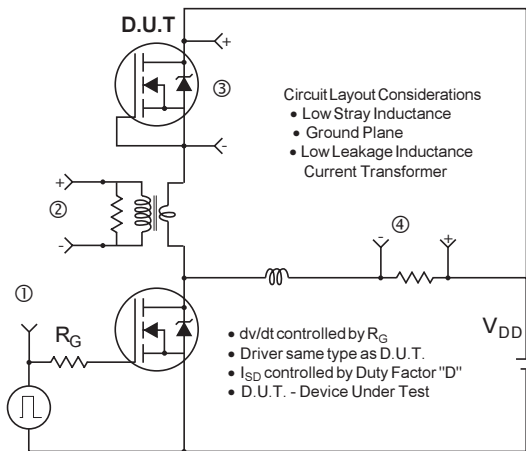 D.U.T
+
③
-
Circuit Layout Considerations
• Low Stray Inductance
• Ground Plane
• Low Leakage Inductance
Current Transformer
+
②
-
④
-
+
①
RG
VDD
• dv/dt controlled by RG
• Driver same type as D.U.T.
• ISD controlled by Duty Factor "D"
• D.U.T. - Device Under Test